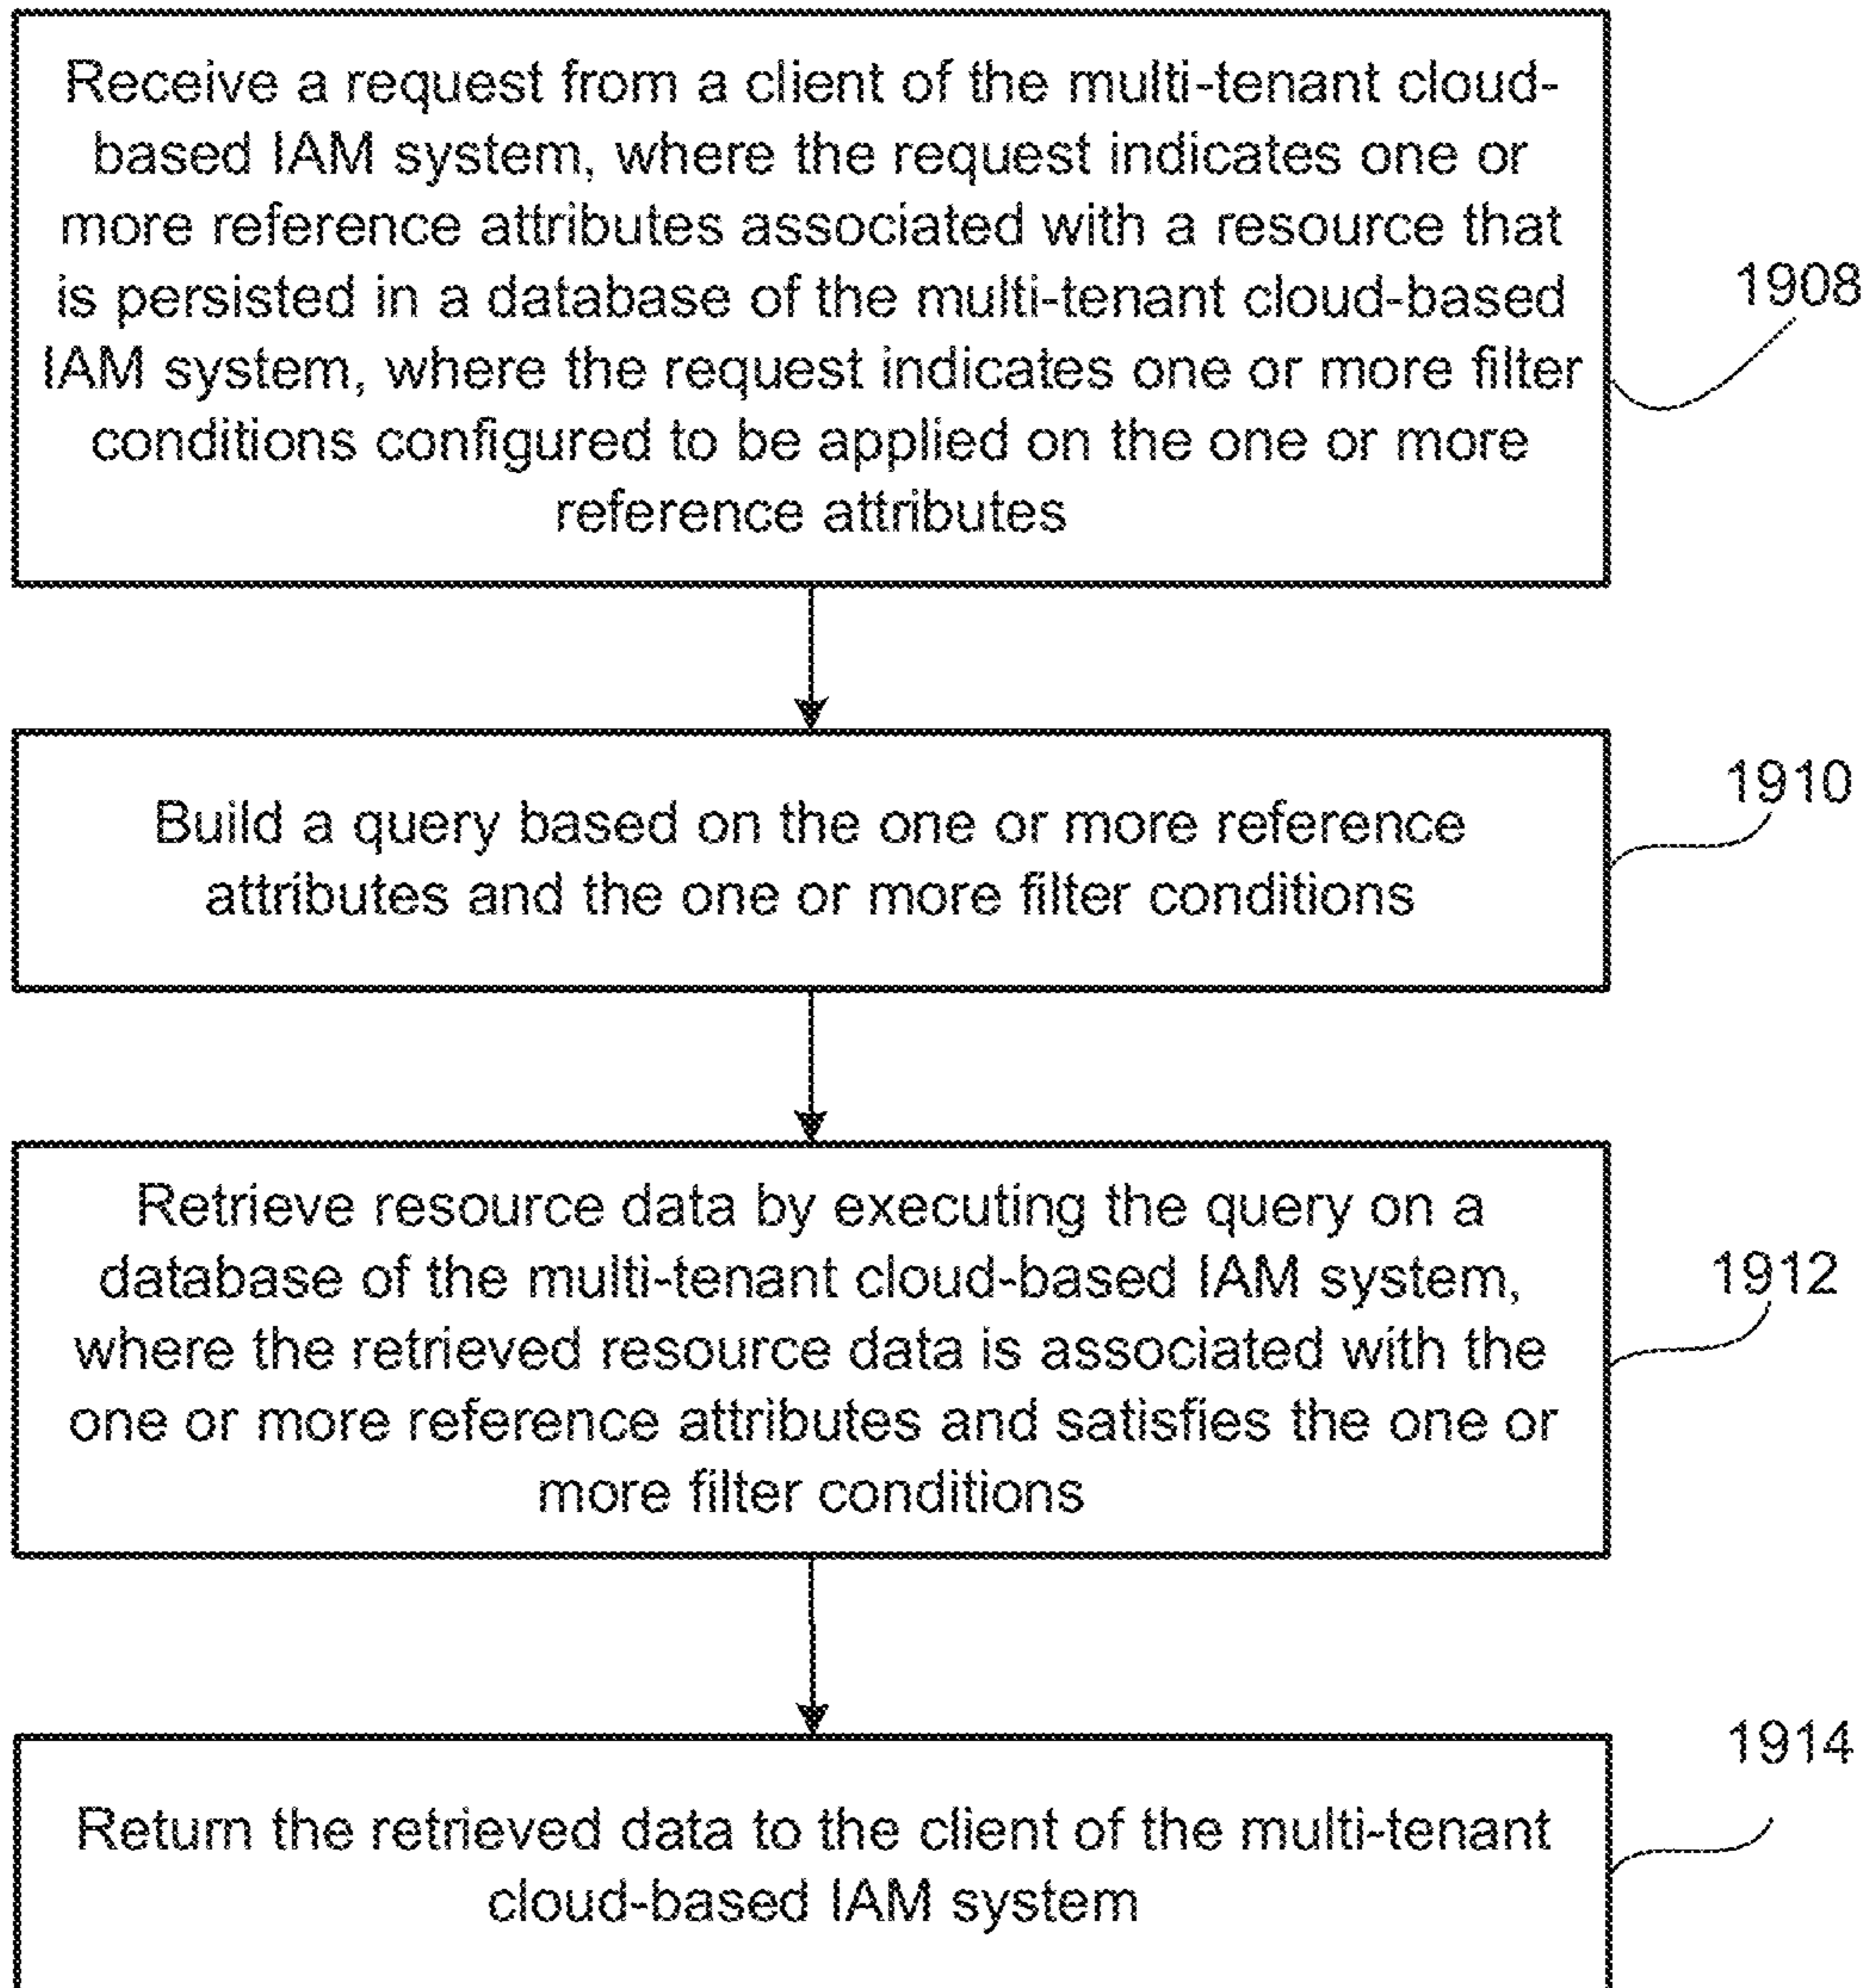 Receive a request from a client of the multi-tenant cloud-
based IAM system, where the request indicates one or
more reference attributes associated with a resource that
is persisted in a database of the multi-tenant cloud-based
IAM system, where the request indicates one or more filter
conditions configured to be applied on the one or more
reference attributes
1908
Build a query based on the one or more reference
attributes and the one or more filter conditions
1910
Retrieve resource data by executing the query on a
database of the multi-tenant cloud-based IAM system,
where the retrieved resource data is associated with the
one or more reference attributes and satisfies the one or
more filter conditions
1912
Return the retrieved data to the client of the multi-tenant
cloud-based IAM system
1914